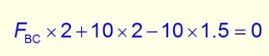 F_BC × 2 + 10 × 2 − 10 × 1.5 = 0